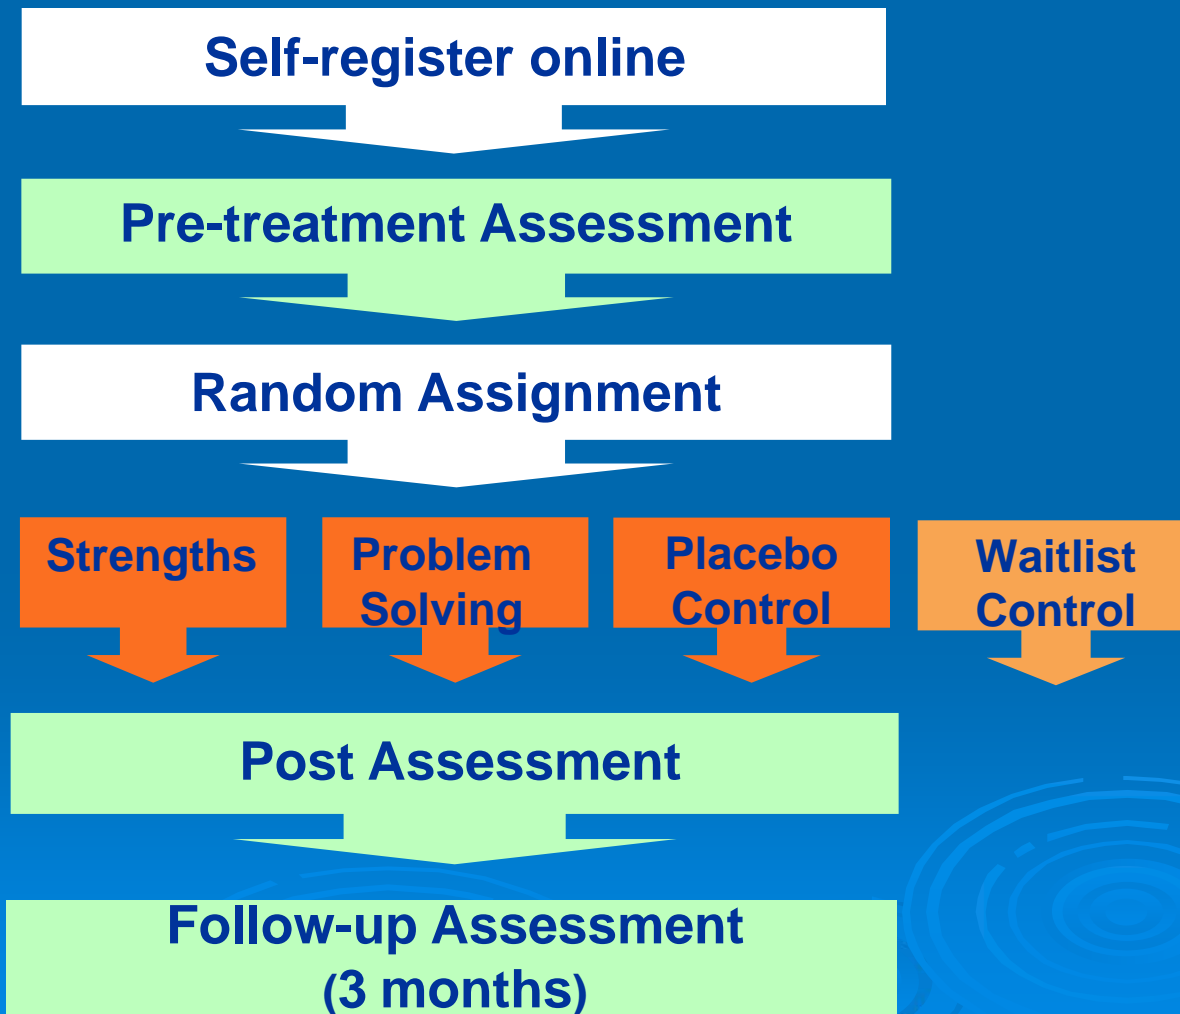 Self-register online
Pre-treatment Assessment
Random Assignment
Strengths
Problem
Solving
Placebo
Control
Waitlist
Control
Post Assessment
Follow-up Assessment
(3 months)